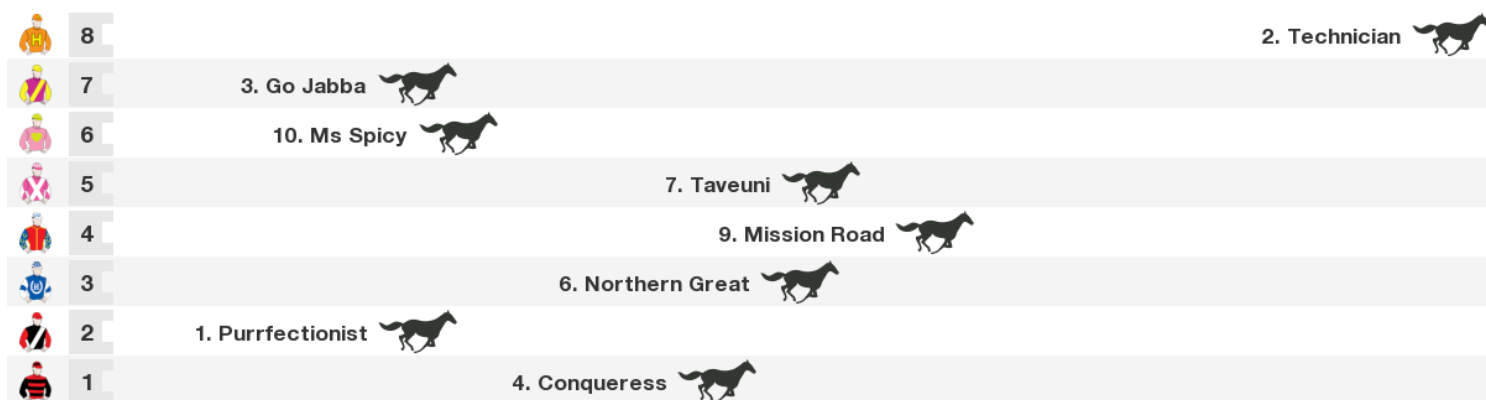 8 2. Technician
7 3. Go Jabba
6 10. Ms Spicy
5 7. Taveuni
4 9. Mission Road
3 6. Northern Great
2 1. Purrfectionist
1 4. Conqueress